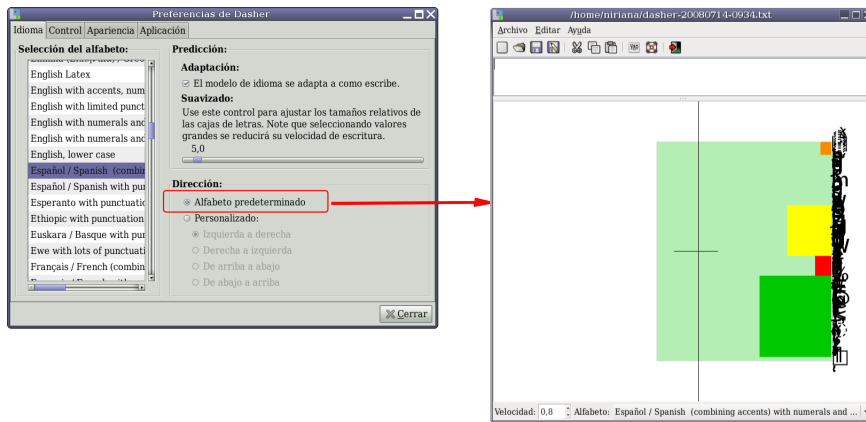 Preferencias de Dasher
Idioma Control Apariencia Aplicación
Selección del alfabeto:
English Latex
English with accents, num
English with limited punct
English with numerals and
English with numerals and
English, lower case
Español / Spanish (combin
Español / Spanish with pun
Esperanto with punctuatio
Ethiopic with punctuation
Euskara / Basque with pun
Ewe with lots of punctuati
Français / French (combin
Predicción:
Adaptación:
El modelo de idioma se adapta a como escribe.
Suavizado:
Use este control para ajustar los tamaños relativos de
las cajas de letras. Note que seleccionando valores
grandes se reducirá su velocidad de escritura.
5,0
Dirección:
Alfabeto predeterminado
Personalizado:
Izquierda a derecha
Derecha a izquierda
De arriba a abajo
De abajo a arriba
Cerrar
/home/niriana/dasher-20080714-0934.txt
Archivo Editar Ayuda
Velocidad: 0,8 Alfabeto: Español / Spanish (combining accents) with numerals and ...